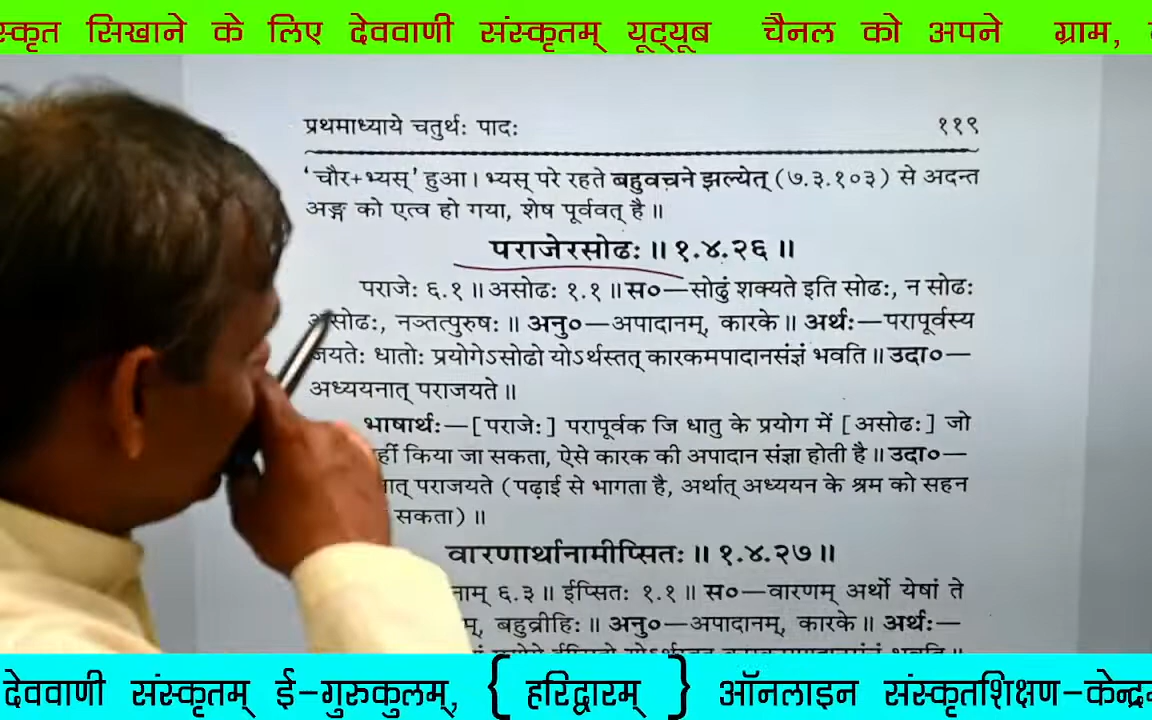 सिखाने के लिए देववाणी संस्कृतम् यूट्यूब चैनल को अपने ग्राम,
प्रथमाध्याये चतुर्थः पादः ११९
'चौर+भ्यस्' हुआ। भ्यस् परे रहते बहुवचने झल्येत् (७.३.१०३) से अदन्त
अङ्ग को एत्व हो गया, शेष पूर्ववत् है॥
पराजेरसोढः॥१.४.२६॥
पराजेः ६.१॥ असोढः १.१॥ स०—सोढुं शक्यते इति सोढः, न सोढः
असोढः, नञ्तत्पुरुषः॥ अनु०—अपादानम्, कारके॥ अर्थः—परापूर्वस्य
जयतेः धातोः प्रयोगेऽसोढो योऽर्थस्तत् कारकमपादानसंज्ञं भवति॥ उदा०—
अध्ययनात् पराजयते॥
भाषार्थः—[पराजेः] परापूर्वक जि धातु के प्रयोग में [असोढः] जो
किया जा सकता, ऐसे कारक की अपादान संज्ञा होती है॥ उदा०—
पराजयते (पढ़ाई से भागता है, अर्थात् अध्ययन के श्रम को सहन
सकता)॥
वारणार्थानामीप्सितः॥१.४.२७॥
६.३॥ ईप्सितः १.१॥ स०—वारणम् अर्थो येषां ते
बहुव्रीहिः॥ अनु०—अपादानम्, कारके॥ अर्थः—
देववाणी संस्कृतम् ई-गुरुकुलम्, { हरिद्वारम् } ऑनलाइन संस्कृतशिक्षण-केन्द्रम